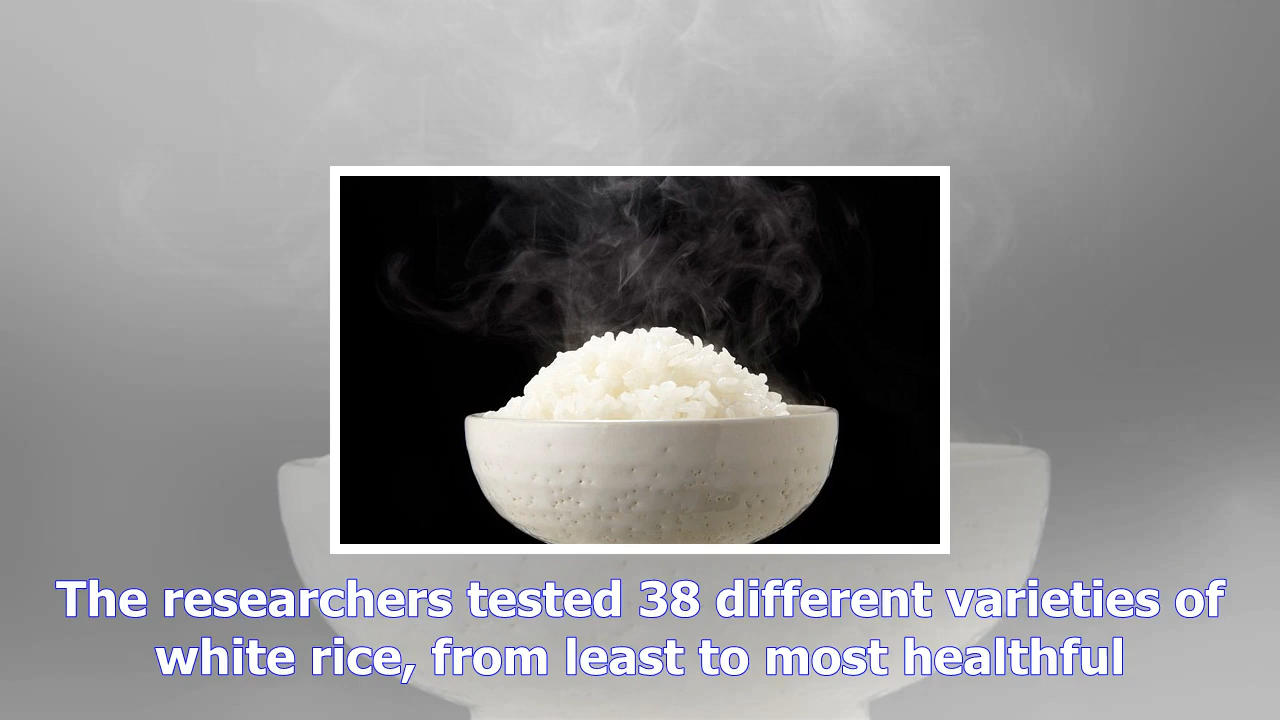 The researchers tested 38 different varieties of
white rice, from least to most healthful